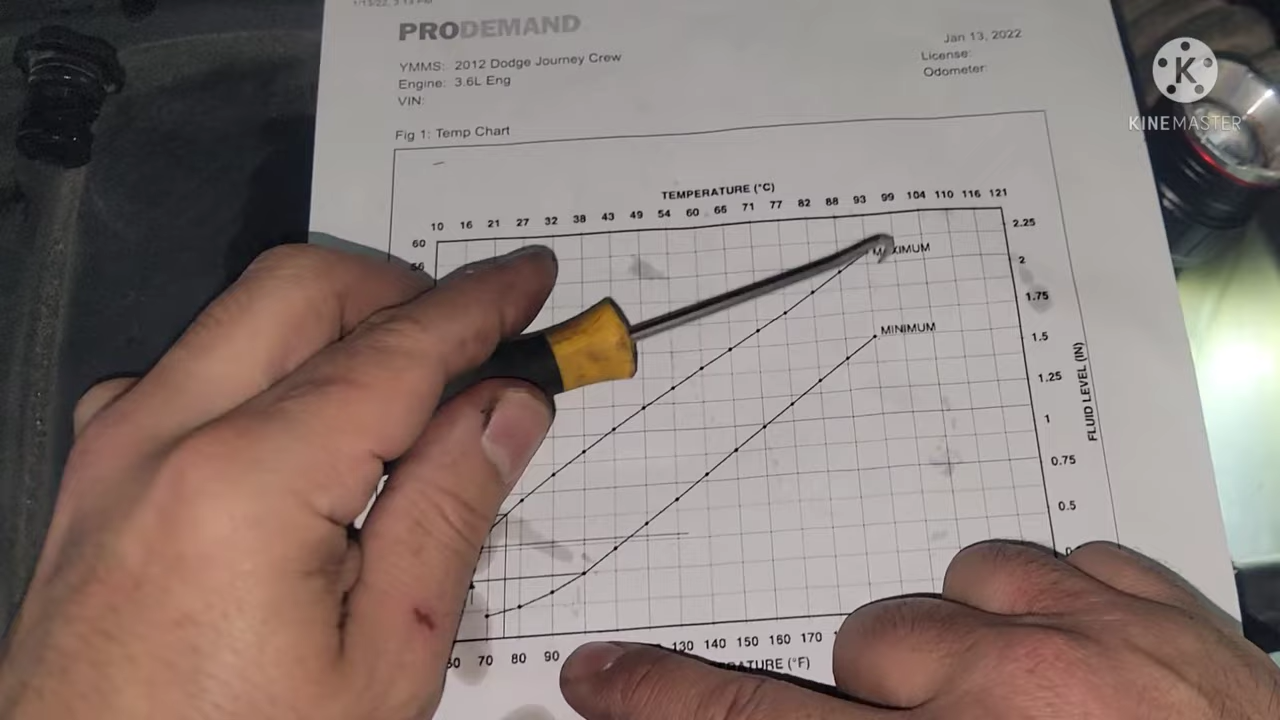 PRODEMAND
Jan 13, 2022
YMMS: 2012 Dodge Journey Crew
License:
Engine: 3.6L Eng
Odometer:
VIN:
KINEMASTER
Fig 1: Temp Chart
TEMPERATURE (°C)
10 16 21 27 32 38 43 49 54 60 66 71 77 82 88 93 99 104 110 116 121
60
2.25
MAXIMUM
56
2
1.75
MINIMUM
1.5
1.25
1
FLUID LEVEL (IN)
0.75
0.5
70 80 90 130 140 150 160 170
RATURE (°F)